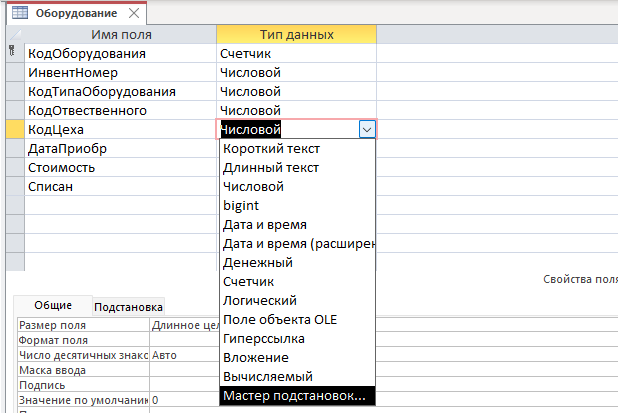 Оборудование
Имя поля Тип данных
КодОборудования Счетчик
ИнвентНомер Числовой
КодТипаОборудования Числовой
КодОтвественного Числовой
КодЦеха Числовой
ДатаПриобр Короткий текст
Стоимость Длинный текст
Списан Числовой
bigint
Дата и время
Дата и время (расширен
Денежный
Свойства поля
Счетчик
Общие Подстановка Логический
Размер поля Длинное цел Поле объекта OLE
Формат поля Гиперссылка
Число десятичных знако Авто Вложение
Маска ввода
Подпись Вычисляемый
Значение по умолчани 0 Мастер подстановок...